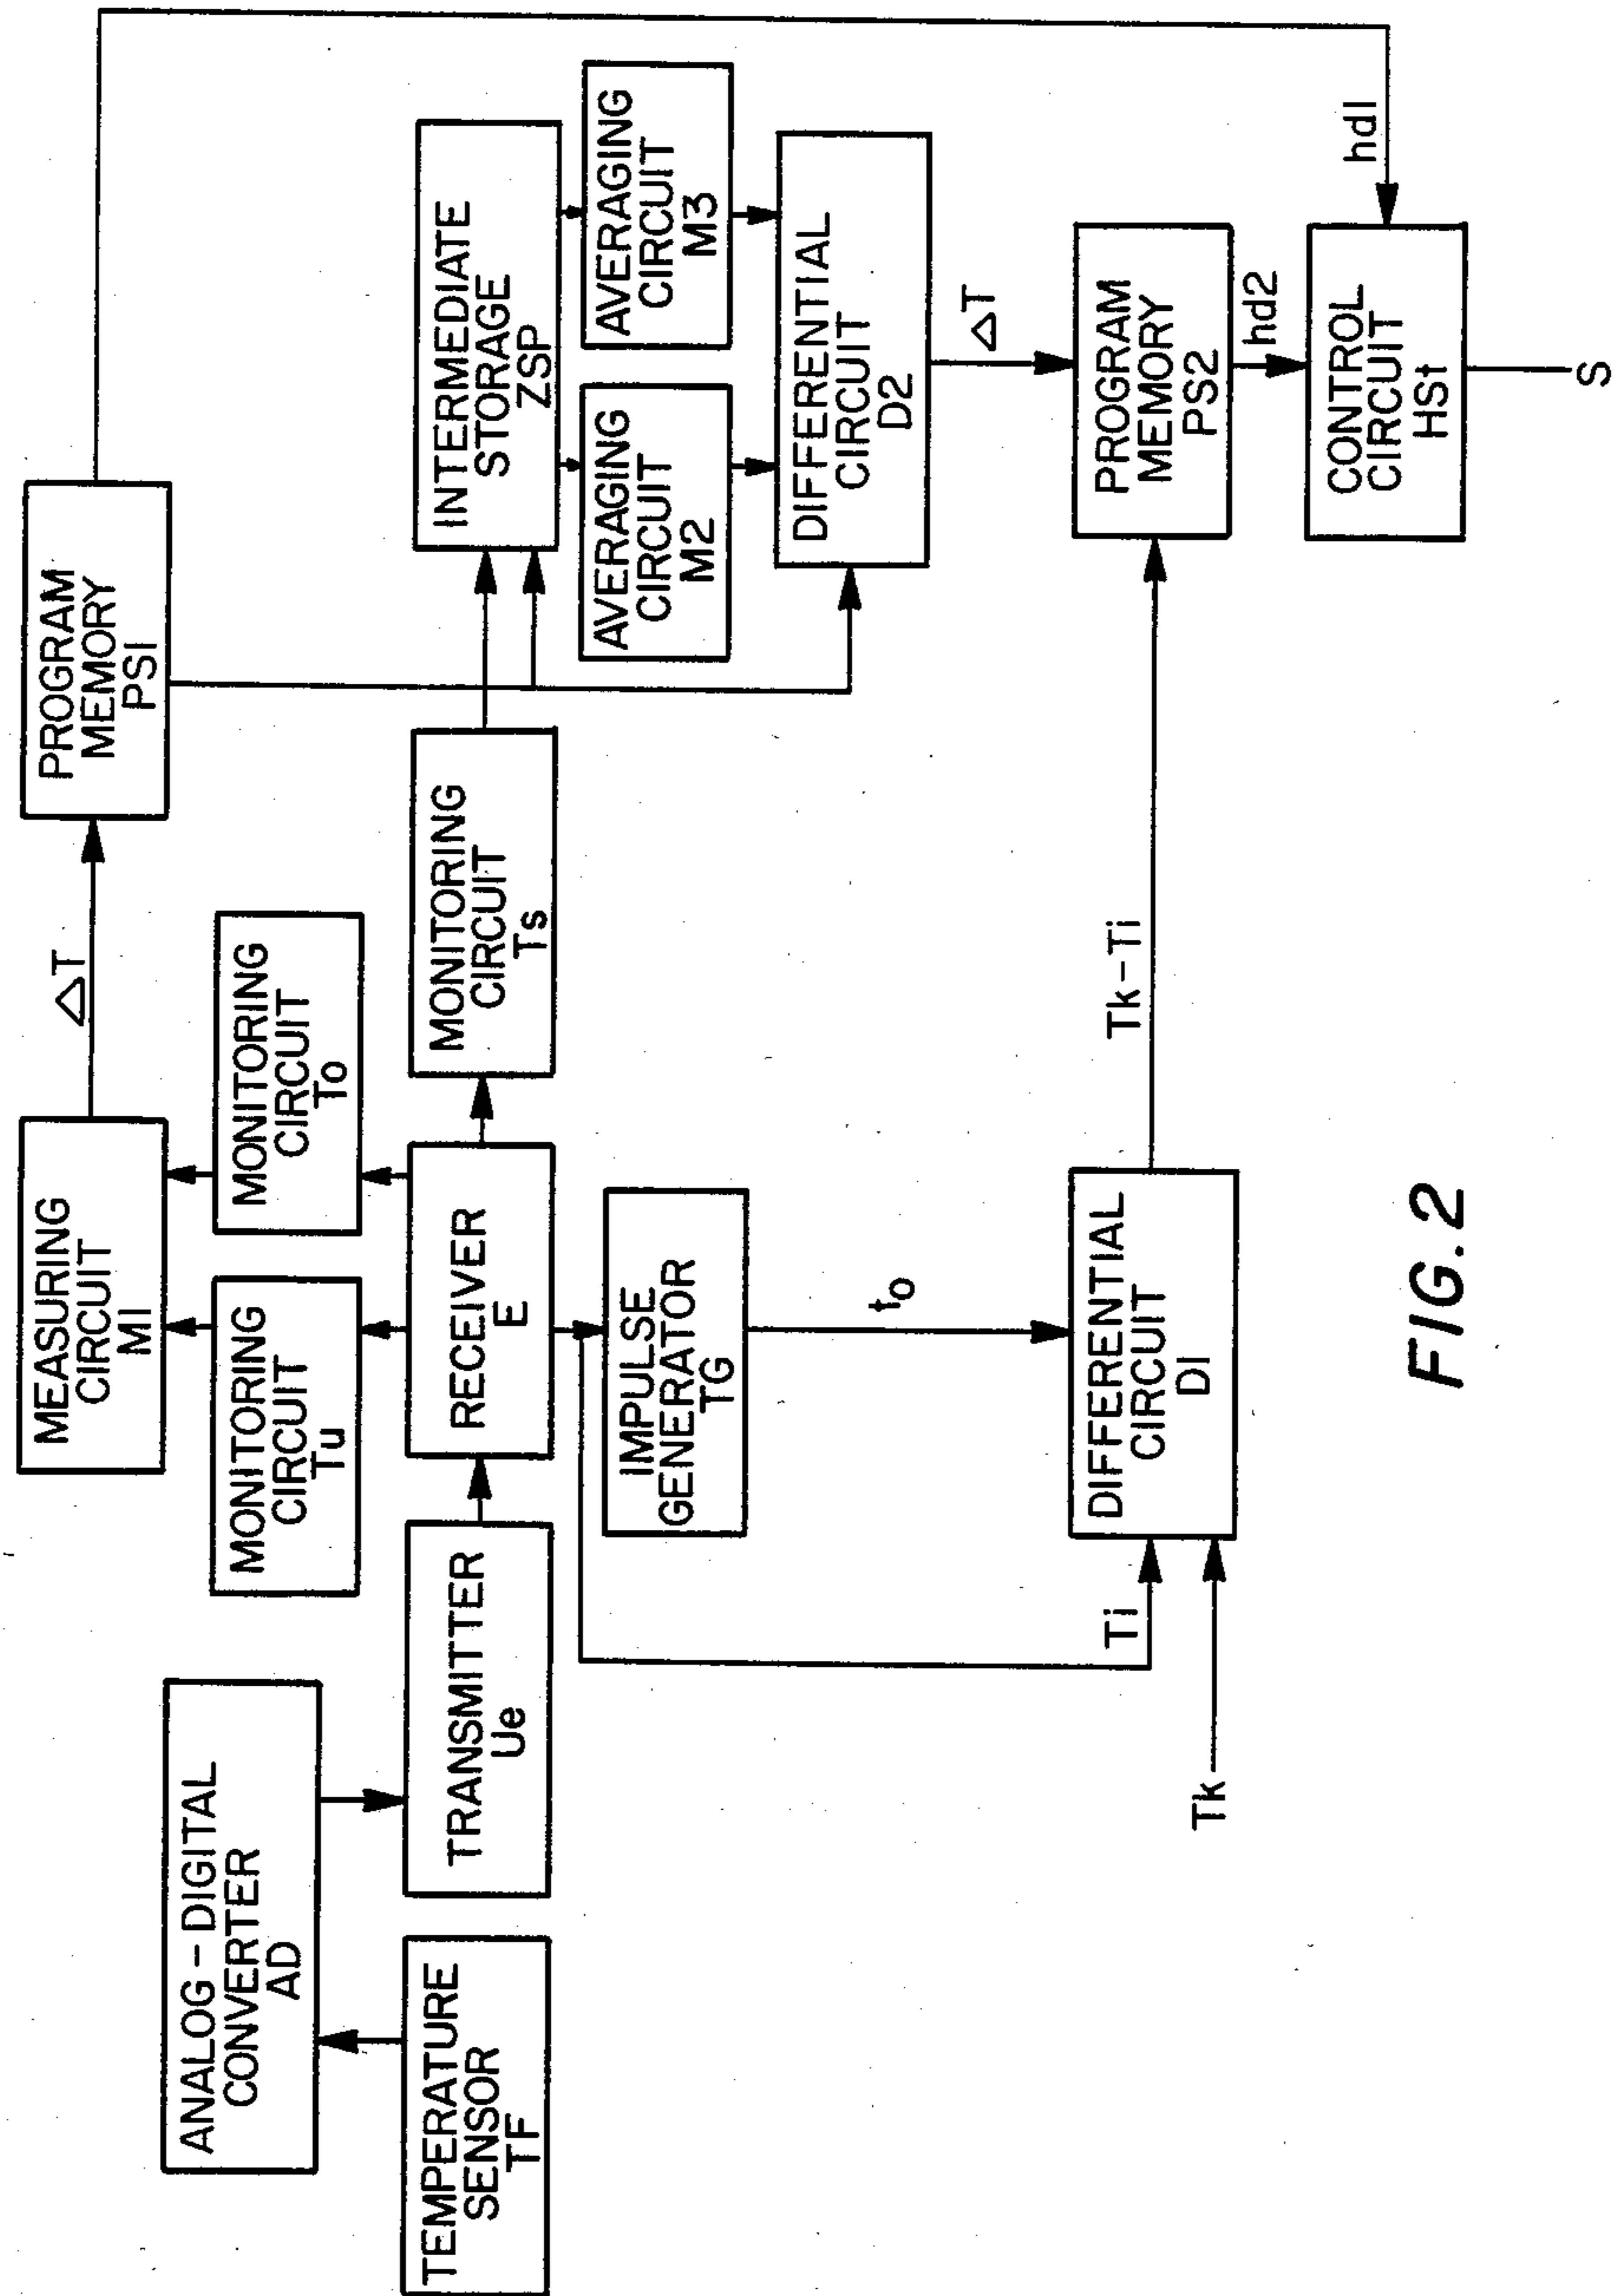 ANALOG-DIGITAL
CONVERTER
AD
TEMPERATURE
SENSOR
TF
TRANSMITTER
Ue
RECEIVER
E
MONITORING
CIRCUIT
Tu
MONITORING
CIRCUIT
To
MEASURING
CIRCUIT
MI
ΔT
PROGRAM
MEMORY
PSI
MONITORING
CIRCUIT
Ts
INTERMEDIATE
STORAGE
ZSP
AVERAGING
CIRCUIT
M2
AVERAGING
CIRCUIT
M3
DIFFERENTIAL
CIRCUIT
D2
ΔT
IMPULSE
GENERATOR
TG
to
Ti
Tk
DIFFERENTIAL
CIRCUIT
DI
Tk-Ti
PROGRAM
MEMORY
PS2
hd2
hdI
CONTROL
CIRCUIT
HSt
S
FIG. 2